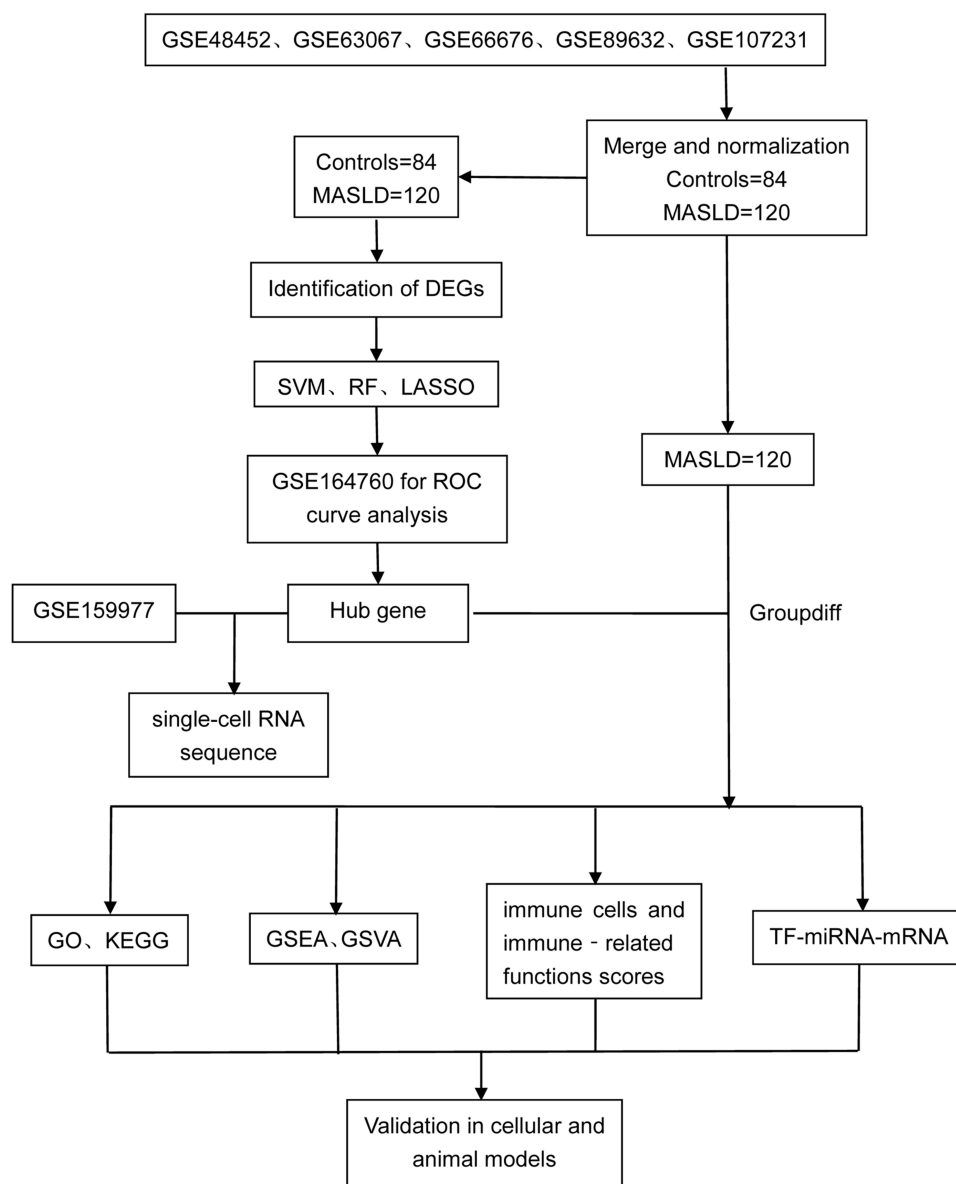 GSE48452、GSE63067、GSE66676、GSE89632、GSE107231
Merge and normalization
Controls=84
MASLD=120
Controls=84
MASLD=120
Identification of DEGs
SVM、RF、LASSO
MASLD=120
GSE164760 for ROC
curve analysis
GSE159977
Hub gene
Groupdiff
single-cell RNA
sequence
GO、KEGG
GSEA、GSVA
immune cells and
immune - related
functions scores
TF-miRNA-mRNA
Validation in cellular and
animal models